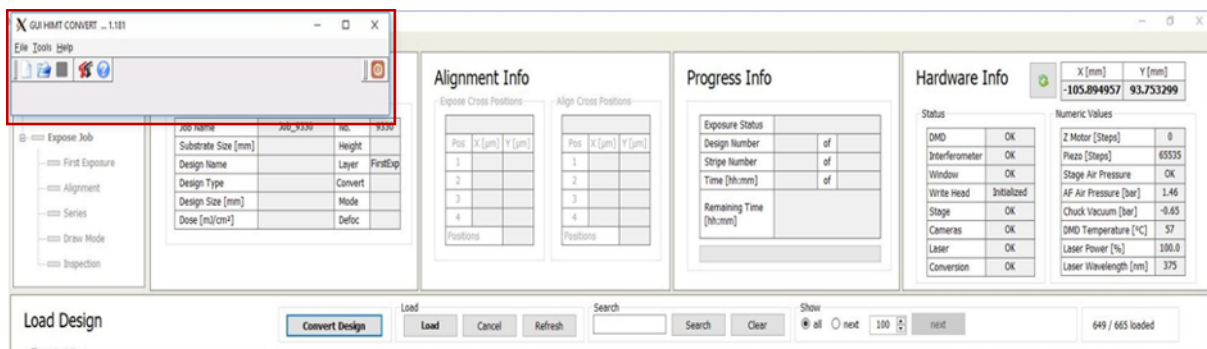 GUI HIMT CONVERT ... 1.181
File Tools Help
Expose Job
First Exposure
Alignment
Series
Draw Mode
Inspection
Job Name Job_9330 No. 9330
Substrate Size [mm] Height
Design Name Layer FirstExp
Design Type Convert
Design Size [mm] Mode
Dose [mJ/cm²] Defoc
Alignment Info
Expose Cross Positions Align Cross Positions
Pos X [µm] Y [µm] Pos X [µm] Y [µm]
1 1
2 2
3 3
4 4
Positions Positions
Progress Info
Exposure Status
Design Number of
Stripe Number of
Time [hh:mm] of
Remaining Time
[hh:mm]
Hardware Info
X [mm] Y [mm]
-105.894957 93.753299
Status
DMD OK
Interferometer OK
Window OK
Write Head Initialized
Stage OK
Cameras OK
Laser OK
Conversion OK
Numeric Values
Z Motor [Steps] 0
Piezo [Steps] 65535
Stage Air Pressure OK
AF Air Pressure [bar] 1.46
Chuck Vacuum [bar] -0.65
DMD Temperature [°C] 57
Laser Power [%] 100.0
Laser Wavelength [nm] 375
Load Design
Convert Design
Load
Load Cancel Refresh
Search
Search Clear
Show
all next 100 next
649 / 665 loaded